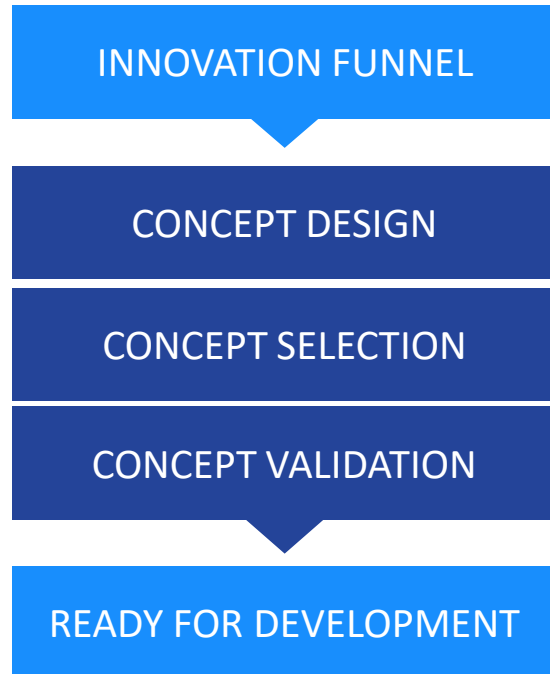 INNOVATION FUNNEL
CONCEPT DESIGN
CONCEPT SELECTION
CONCEPT VALIDATION
READY FOR DEVELOPMENT